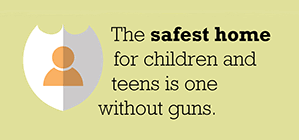 The safest home
for children and
teens is one
without guns.